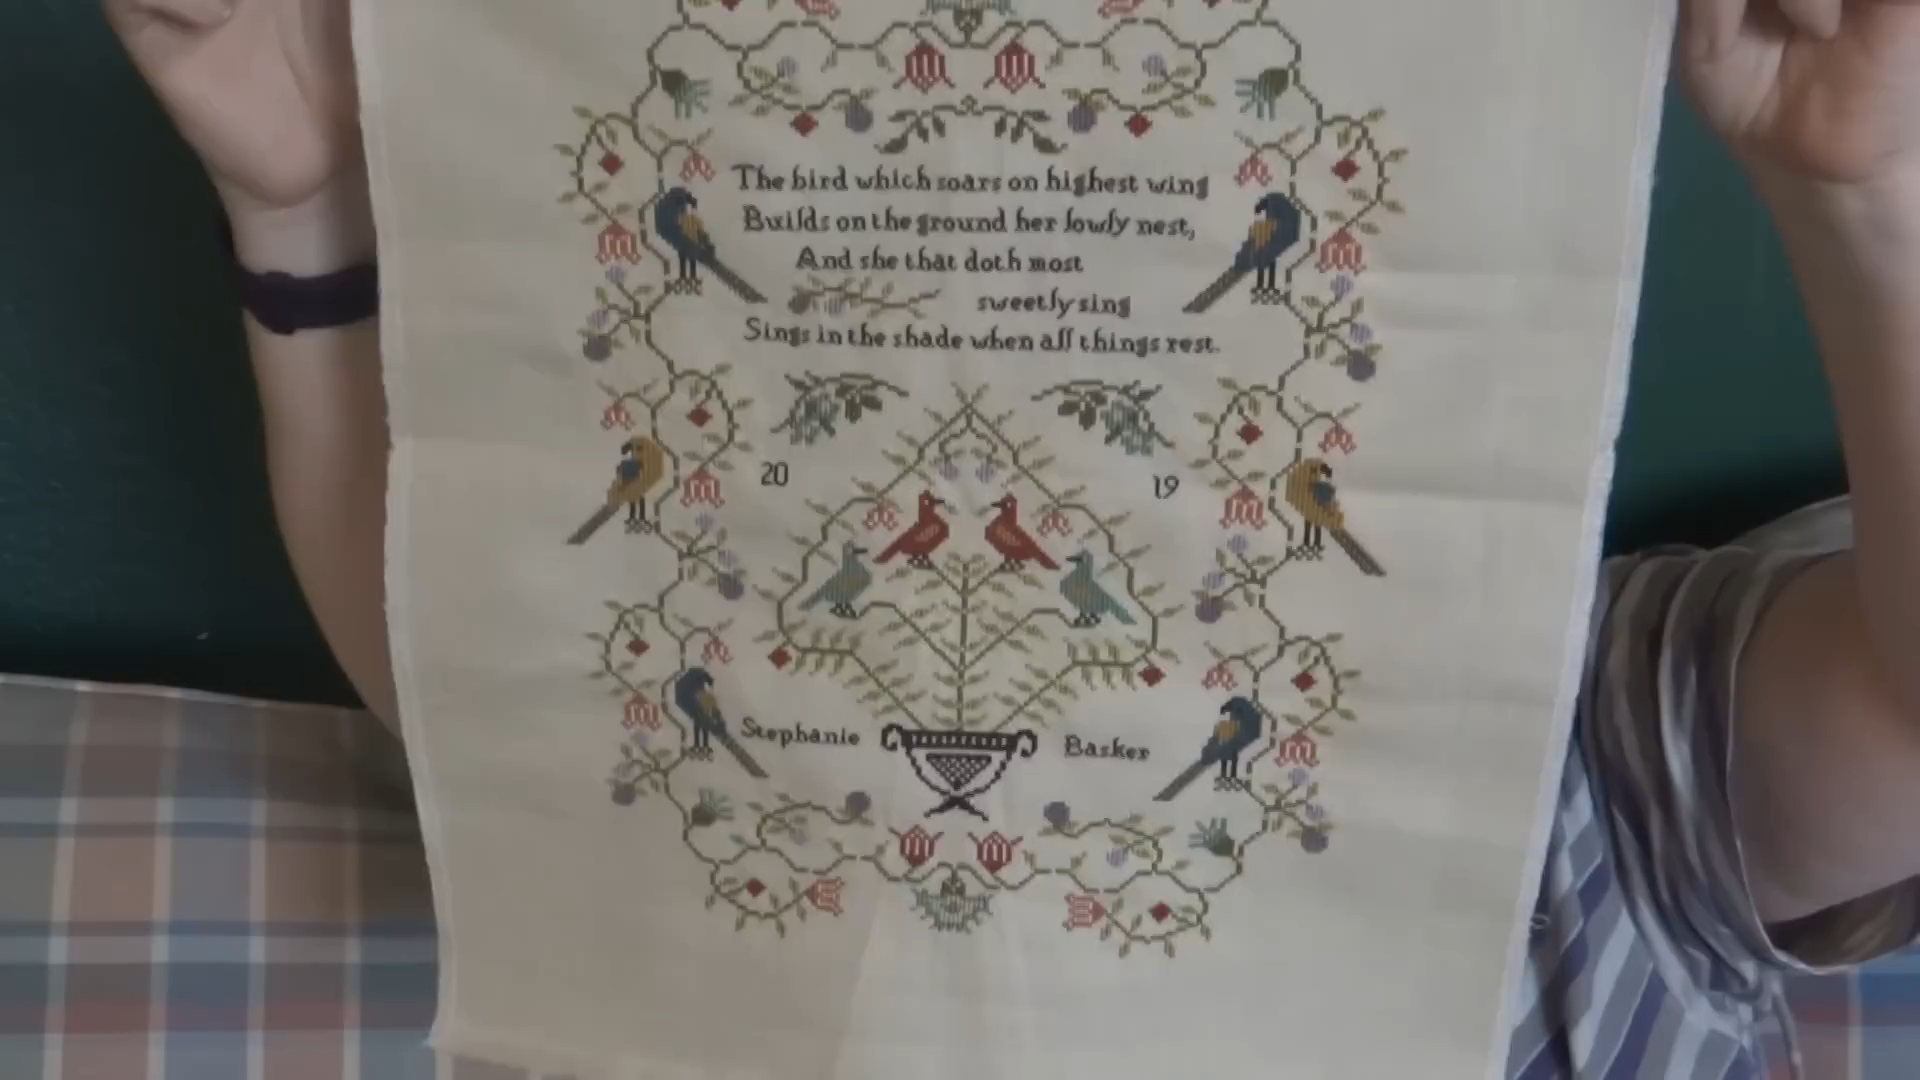 The bird which soars on highest wing
Builds on the ground her lowly nest,
And she that doth most
sweetly sing
Sings in the shade when all things rest.
20 19
Stephanie Basker